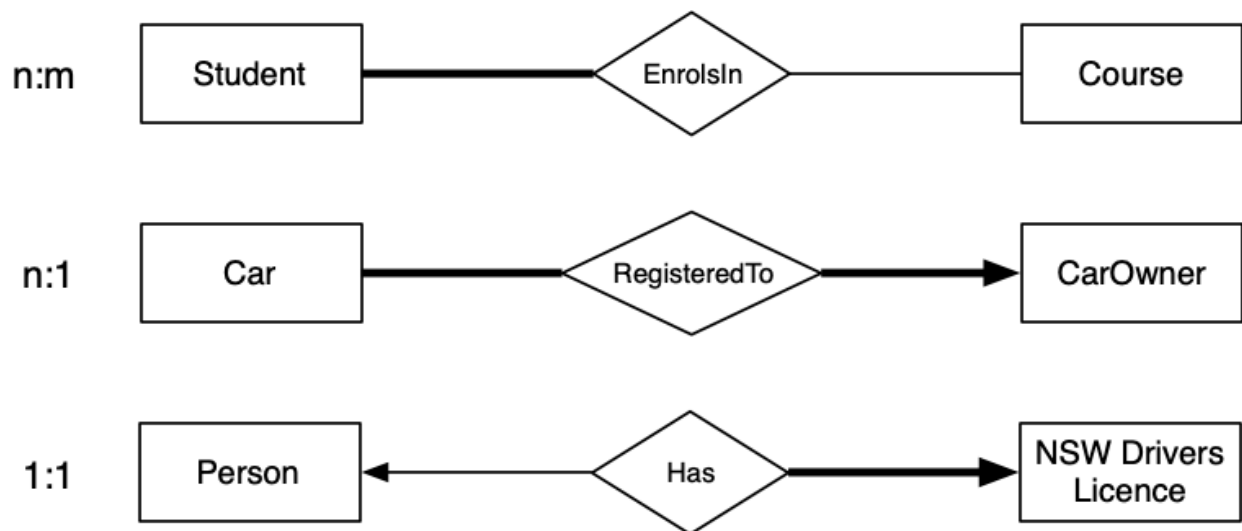 n:m
Student
EnrolsIn
Course
n:1
Car
RegisteredTo
CarOwner
1:1
Person
Has
NSW Drivers
Licence